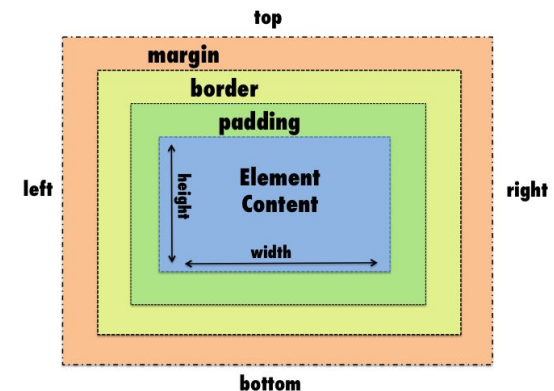 top
margin
border
padding
left
height
Element
Content
right
width
bottom